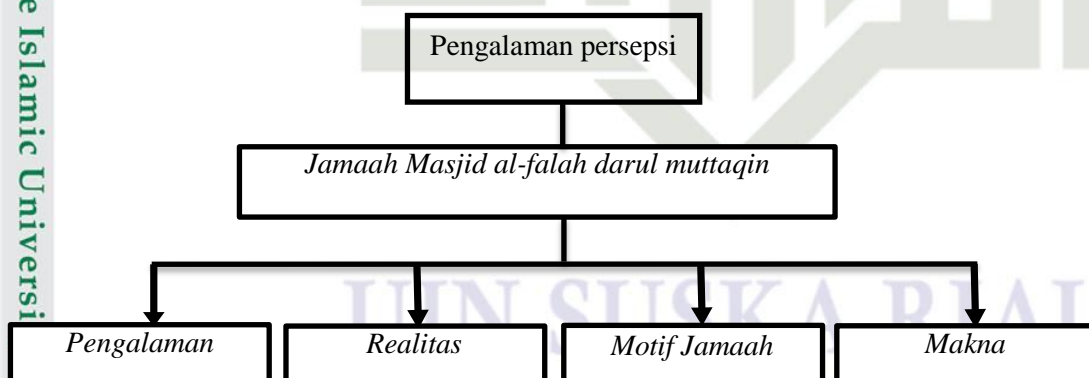 Pengalaman persepsi
Jamaah Masjid al-falah darul muttaqin
Pengalaman
Realitas
Motif Jamaah
Makna
Islamic Universi
UIN SUSKA RIAU